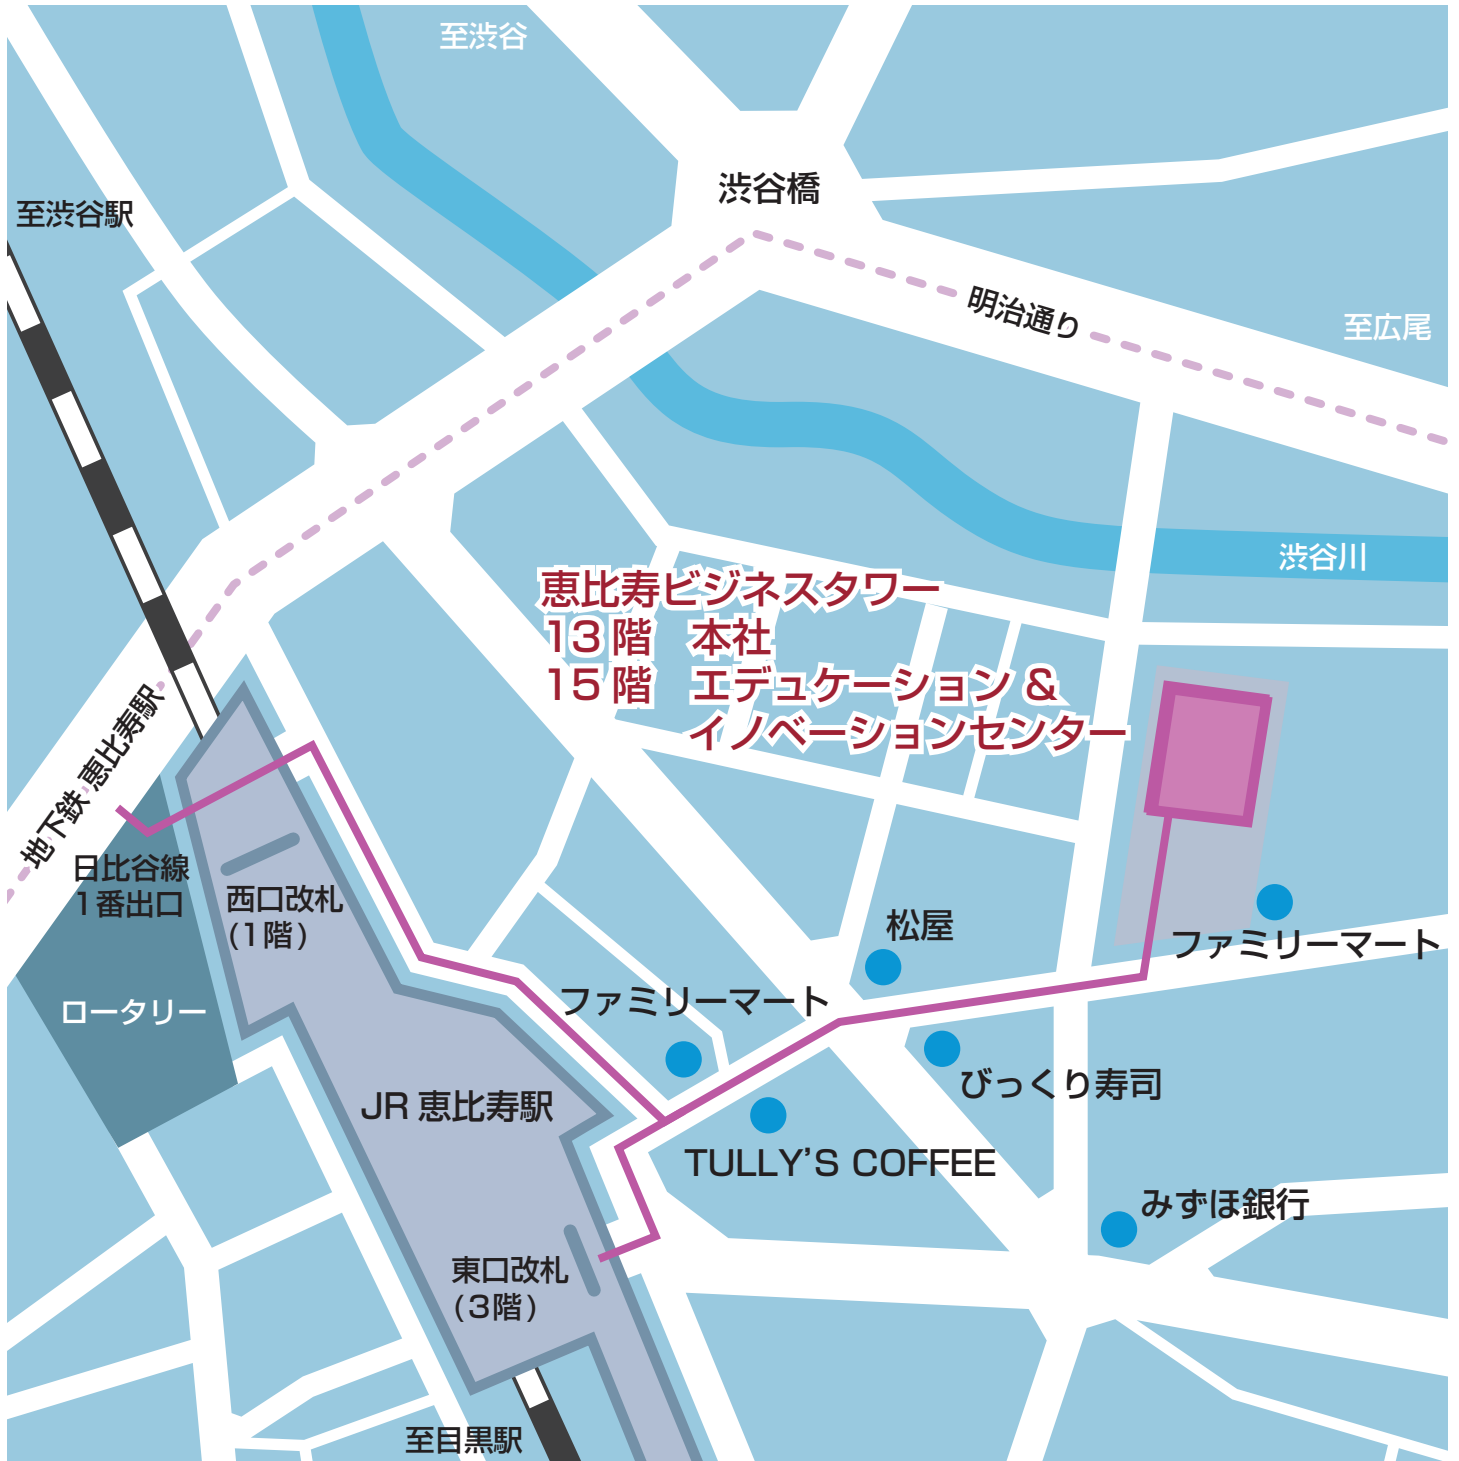 至渋谷
渋谷橋
至渋谷駅
明治通り
至広尾
渋谷川
恵比寿ビジネスタワー
13階　本社
15階　エデュケーション &
イノベーションセンター
地下鉄 恵比寿駅
日比谷線
1番出口
西口改札
(1階)
松屋
ファミリーマート
ファミリーマート
ロータリー
びっくり寿司
JR 恵比寿駅
TULLY'S COFFEE
みずほ銀行
東口改札
(3階)
至目黒駅